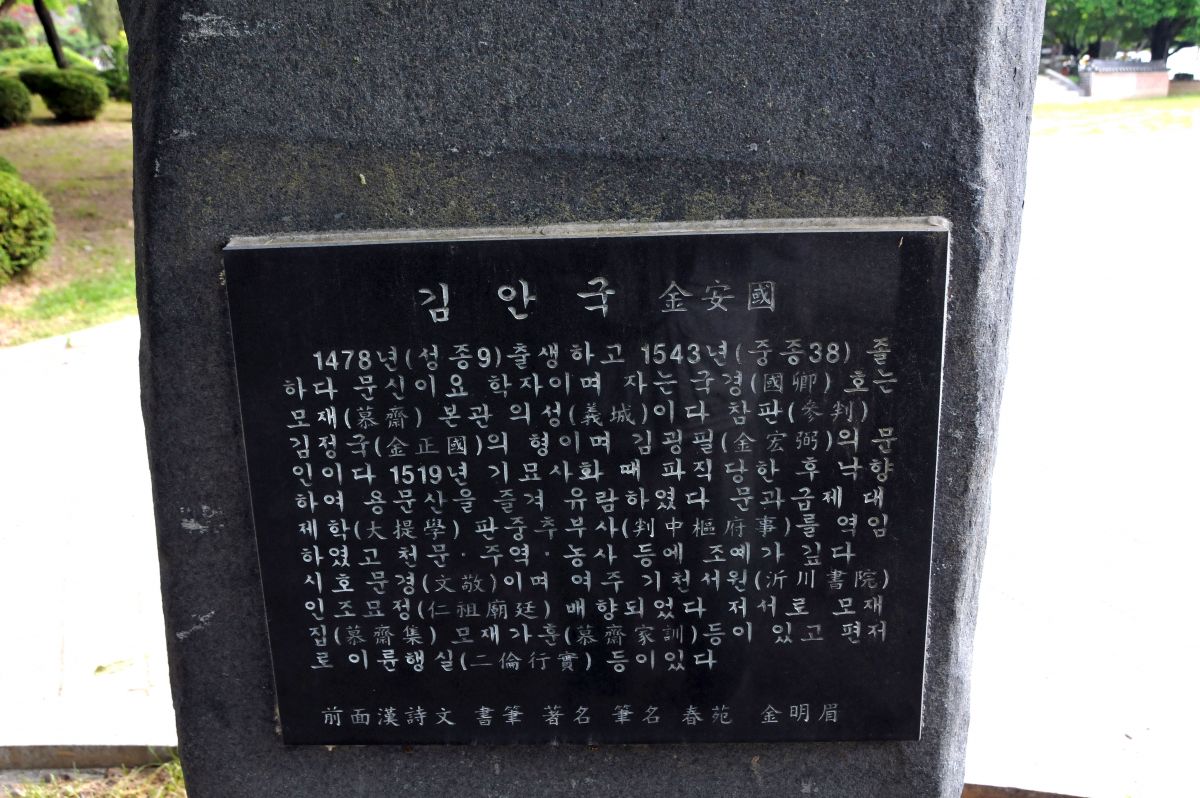 김 안 국 金安國
1478년(성종9)출생하고 1543년(중종38) 졸
하다 문신이요 학자이며 자는 국경(國卿) 호는
모재(慕齋) 본관 의성(義城)이다 참판(參判)
김정국(金正國)의 형이며 김굉필(金宏弼)의 문
인이다 1519년 기묘사화 때 파직당한 후 낙향
하여 용문산을 즐겨 유람하였다 문과급제 대
제학(大提學) 판중추부사(判中樞府事)를 역임
하였고 천문·주역·농사 등에 조예가 깊다
시호 문경(文敬)이며 여주 기천서원(沂川書院)
인조묘정(仁祖廟廷) 배향되었다 저서로 모재
집(慕齋集) 모재가훈(慕齋家訓)등이 있고 편저
로 이륜행실(二倫行實) 등이있다
前面漢詩文 書筆 著名 筆名 春苑 金明眉